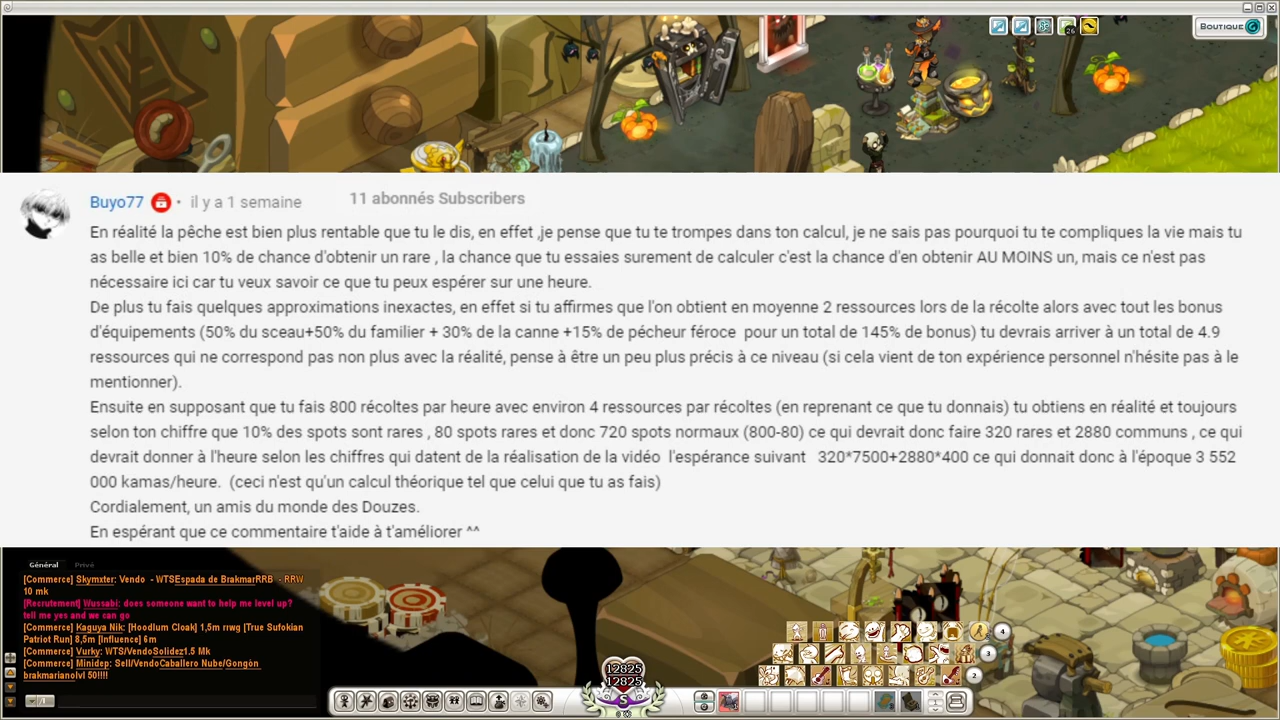 BOUTIQUE
26
Buyo77 • il y a 1 semaine 11 abonnés Subscribers
En réalité la pêche est bien plus rentable que tu le dis, en effet ,je pense que tu te trompes dans ton calcul, je ne sais pas pourquoi tu te compliques la vie mais tu
as belle et bien 10% de chance d'obtenir un rare , la chance que tu essaies surement de calculer c'est la chance d'en obtenir AU MOINS un, mais ce n'est pas
nécessaire ici car tu veux savoir ce que tu peux espérer sur une heure.
De plus tu fais quelques approximations inexactes, en effet si tu affirmes que l'on obtient en moyenne 2 ressources lors de la récolte alors avec tout les bonus
d'équipements (50% du sceau+50% du familier + 30% de la canne +15% de pécheur féroce  pour un total de 145% de bonus) tu devrais arriver à un total de 4.9
ressources qui ne correspond pas non plus avec la réalité, pense à être un peu plus précis à ce niveau (si cela vient de ton expérience personnel n'hésite pas à le
mentionner).
Ensuite en supposant que tu fais 800 récoltes par heure avec environ 4 ressources par récoltes (en reprenant ce que tu donnais) tu obtiens en réalité et toujours
selon ton chiffre que 10% des spots sont rares , 80 spots rares et donc 720 spots normaux (800-80) ce qui devrait donc faire 320 rares et 2880 communs , ce qui
devrait donner à l'heure selon les chiffres qui datent de la réalisation de la vidéo  l'espérance suivant   320*7500+2880*400 ce qui donnait donc à l'époque 3 552
000 kamas/heure.  (ceci n'est qu'un calcul théorique tel que celui que tu as fais)
Cordialement, un amis du monde des Douzes.
En espérant que ce commentaire t'aide à t'améliorer ^^
Général Privé
[Commerce] Skymxter: Vendo  - WTSEspada de BrakmarRRB  - RRW
10 mk
[Recrutement] Wussabi: does someone want to help me level up?
tell me yes and we can go
[Commerce] Kaguya Nik: [Hoodlum Cloak] 1,5m rrwg [True Sufokian
Patriot Run] 8,5m [Influence] 6m
[Commerce] Vurky: WTS/VendoSolidez1.5 Mk
[Commerce] Minidep: Sell/VendoCaballero Nube/Gongòn
brakmarianolvl 50!!!!
4
3
2
12825
12825